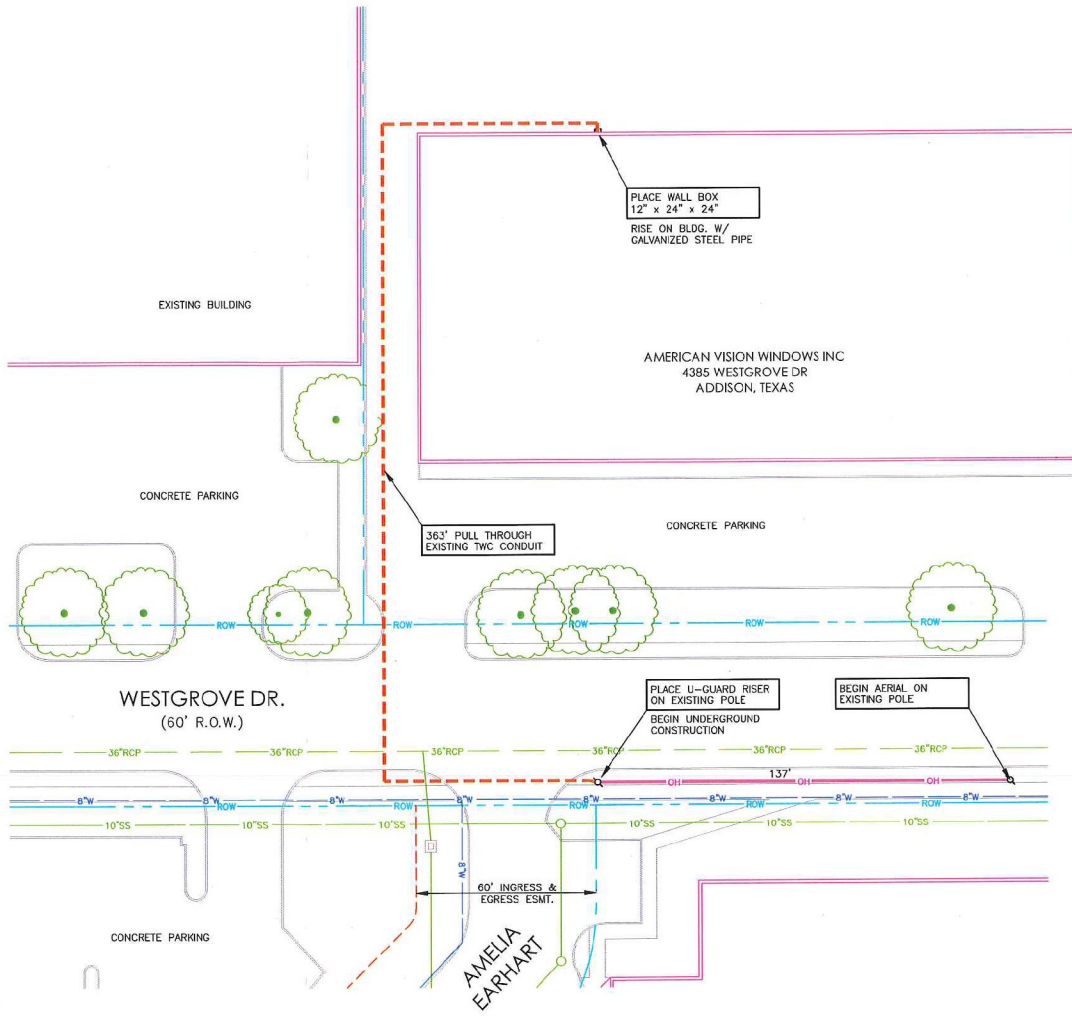 PLACE WALL BOX
12" x 24" x 24"
RISE ON BLDG. W/
GALVANIZED STEEL PIPE
EXISTING BUILDING
AMERICAN VISION WINDOWS INC
4385 WESTGROVE DR
ADDISON, TEXAS
CONCRETE PARKING
363' PULL THROUGH
EXISTING TWC CONDUIT
CONCRETE PARKING
ROW ROW ROW ROW ROW
WESTGROVE DR.
(60' R.O.W.)
PLACE U-GUARD RISER
ON EXISTING POLE
BEGIN UNDERGROUND
CONSTRUCTION
BEGIN AERIAL ON
EXISTING POLE
36"RCP 36"RCP 36"RCP 36"RCP 36"RCP 36"RCP
137'
OH OH OH
8"W 8"W 8"W 8"W 8"W 8"W 8"W 8"W
ROW ROW ROW ROW ROW
10"SS 10"SS 10"SS 10"SS 10"SS 10"SS
8"W
60' INGRESS &
EGRESS ESMT.
CONCRETE PARKING
AMELIA
EARHART